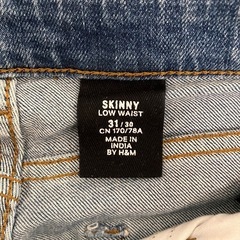 SKINNY
LOW WAIST
31/30
CN 170/78A
MADE IN
INDIA
BY H&M